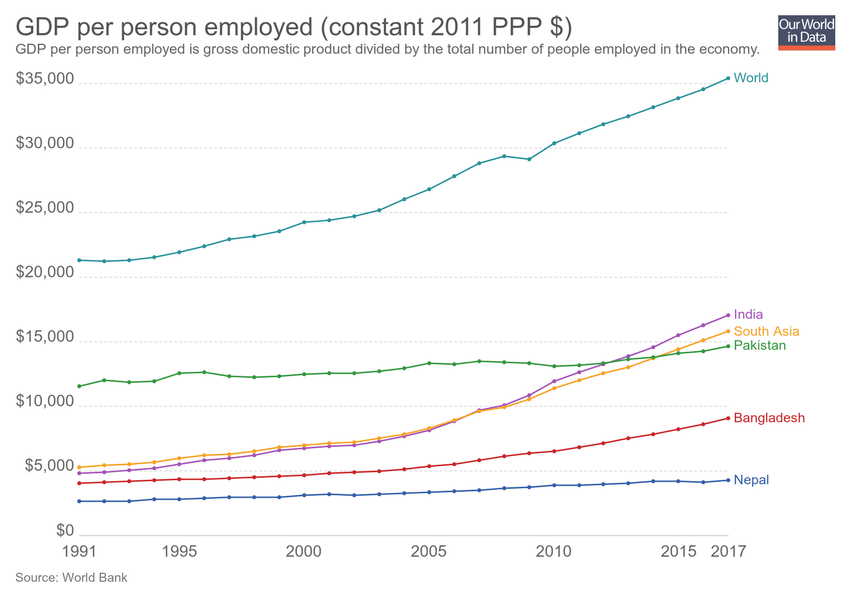 GDP per person employed (constant 2011 PPP $)
GDP per person employed is gross domestic product divided by the total number of people employed in the economy.
Our World
in Data
$35,000
World
$30,000
$25,000
$20,000
India
South Asia
$15,000
Pakistan
$10,000
Bangladesh
$5,000
Nepal
$0
1991 1995 2000 2005 2010 2015 2017
Source: World Bank